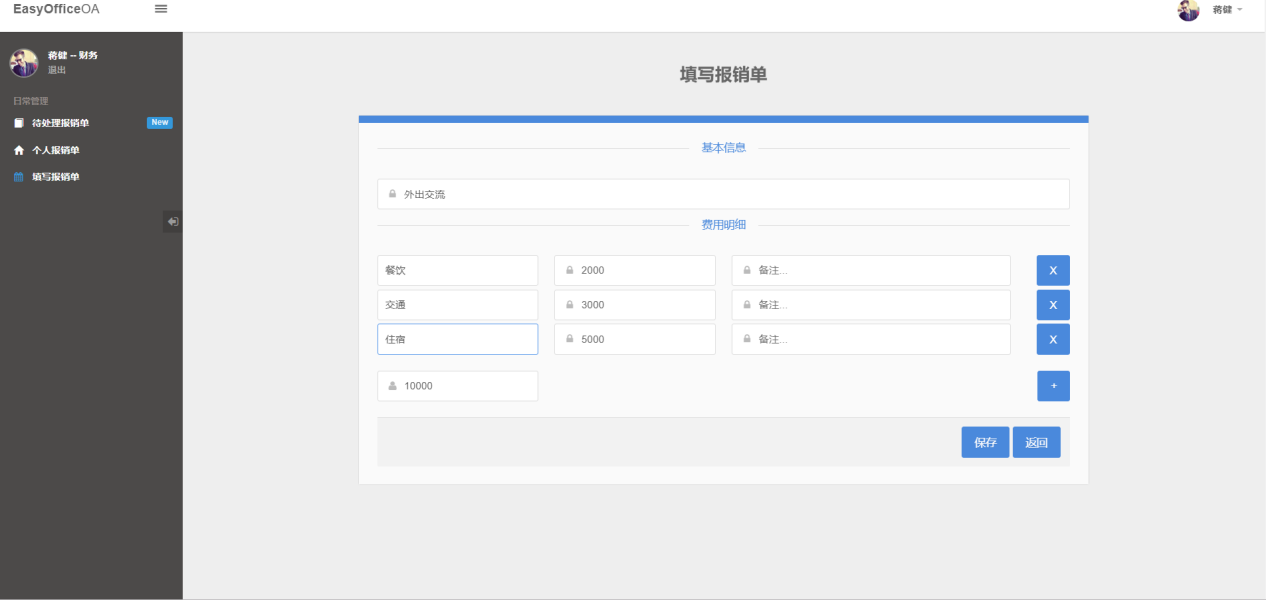 EasyOfficeOA
蒋健
蒋健 -- 财务
退出
日常管理
待处理报销单 New
个人报销单
填写报销单
填写报销单
基本信息
外出交流
费用明细
餐饮 2000 备注... X
交通 3000 备注... X
住宿 5000 备注... X
10000 +
保存 返回